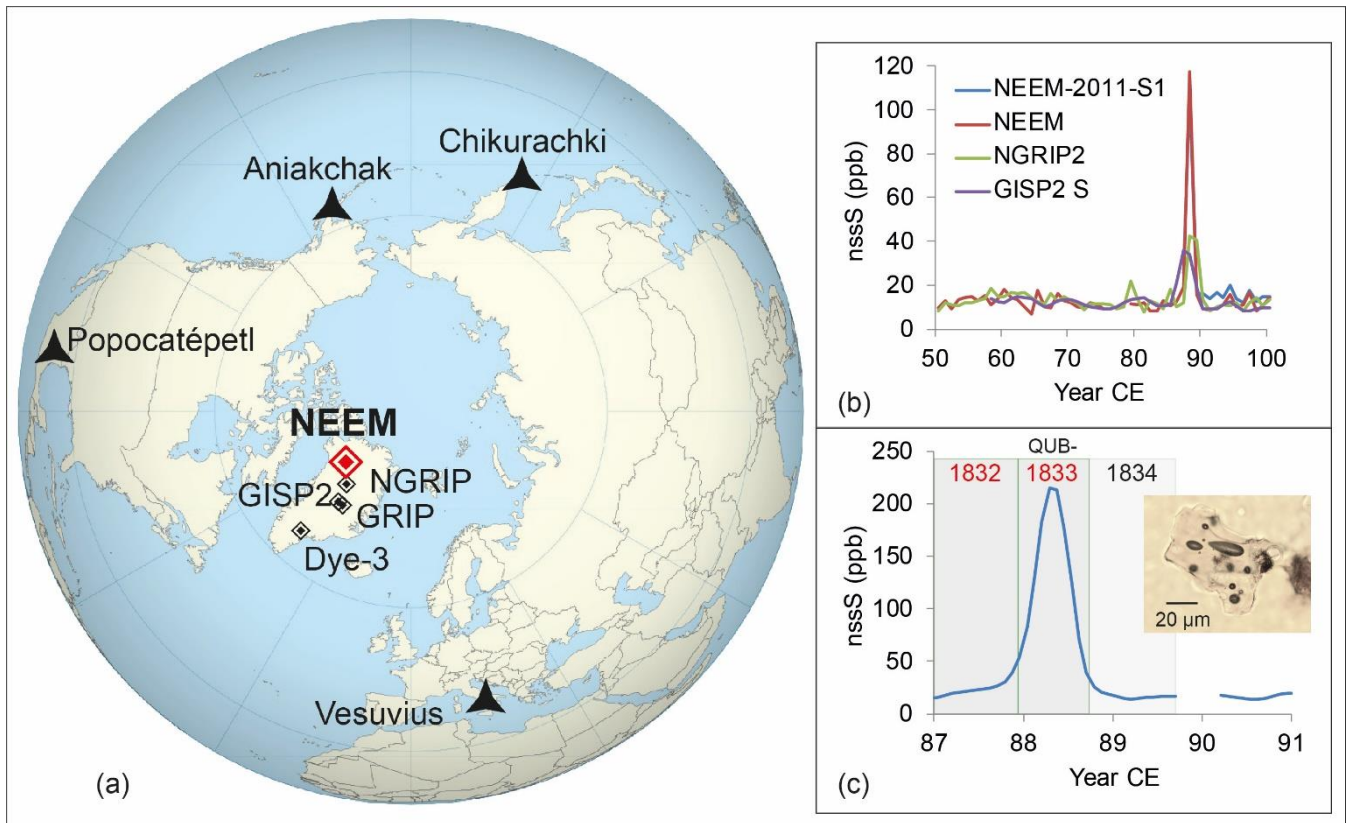 Chikurachki
Aniakchak
Popocatépetl
NEEM
NGRIP
GISP2
GRIP
Dye-3
Vesuvius
(a)
120
100
80
60
40
20
0
nssS (ppb)
NEEM-2011-S1
NEEM
NGRIP2
GISP2 S
50 60 70 80 90 100
Year CE
(b)
QUB-
1832 1833 1834
250
200
150
100
50
0
nssS (ppb)
20 µm
87 88 89 90 91
Year CE
(c)